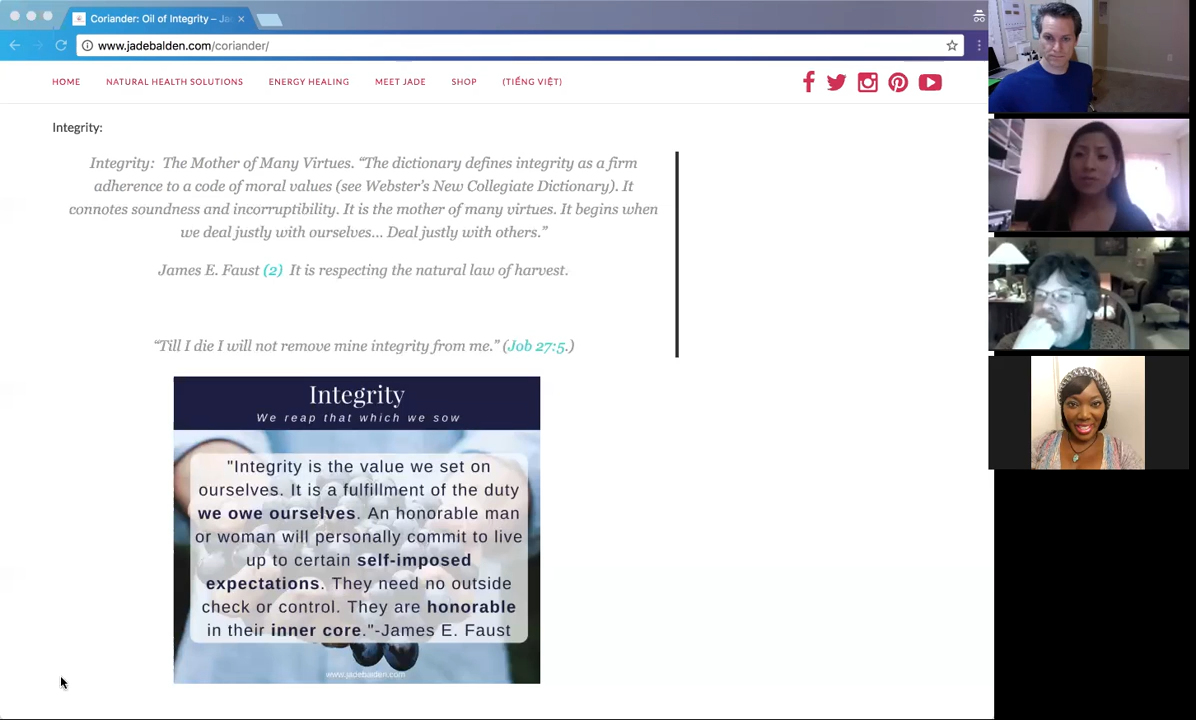 Coriander: Oil of Integrity – Ja
www.jadebalden.com/coriander/
HOME NATURAL HEALTH SOLUTIONS ENERGY HEALING MEET JADE SHOP (TIẾNG VIỆT)
Integrity:
Integrity:  The Mother of Many Virtues. “The dictionary defines integrity as a firm
adherence to a code of moral values (see Webster’s New Collegiate Dictionary). It
connotes soundness and incorruptibility. It is the mother of many virtues. It begins when
we deal justly with ourselves... Deal justly with others.”
James E. Faust (2)  It is respecting the natural law of harvest.
“Till I die I will not remove mine integrity from me.” (Job 27:5.)
Integrity
We reap that which we sow
"Integrity is the value we set on
ourselves. It is a fulfillment of the duty
we owe ourselves. An honorable man
or woman will personally commit to live
up to certain self-imposed
expectations. They need no outside
check or control. They are honorable
in their inner core."-James E. Faust
www.jadebalden.com